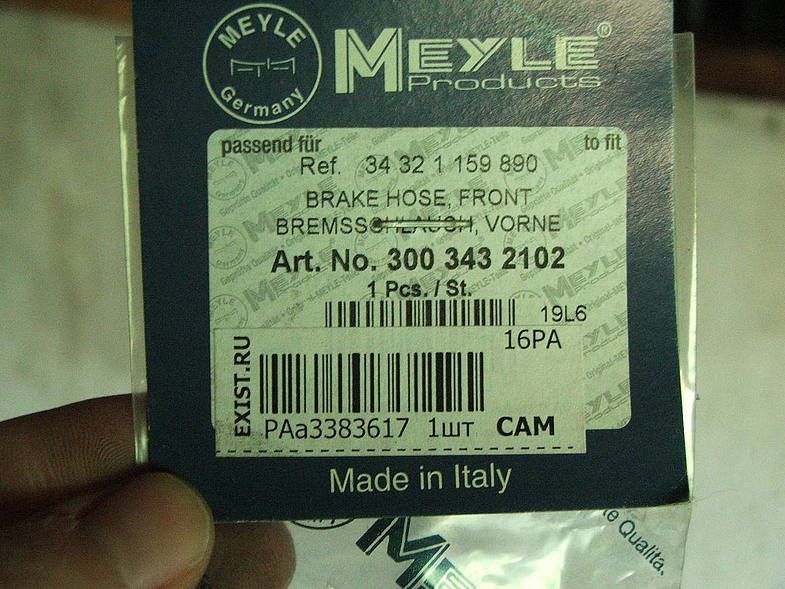 MEYLE
Germany
MEYLE®
Products
passend für
to fit
Ref. 34 32 1 159 890
BRAKE HOSE, FRONT
BREMSSCHLAUCH, VORNE
Art. No. 300 343 2102
1 Pcs. / St.
19L6
16PA
EXIST.RU
PAa3383617 1шт CAM
Made in Italy